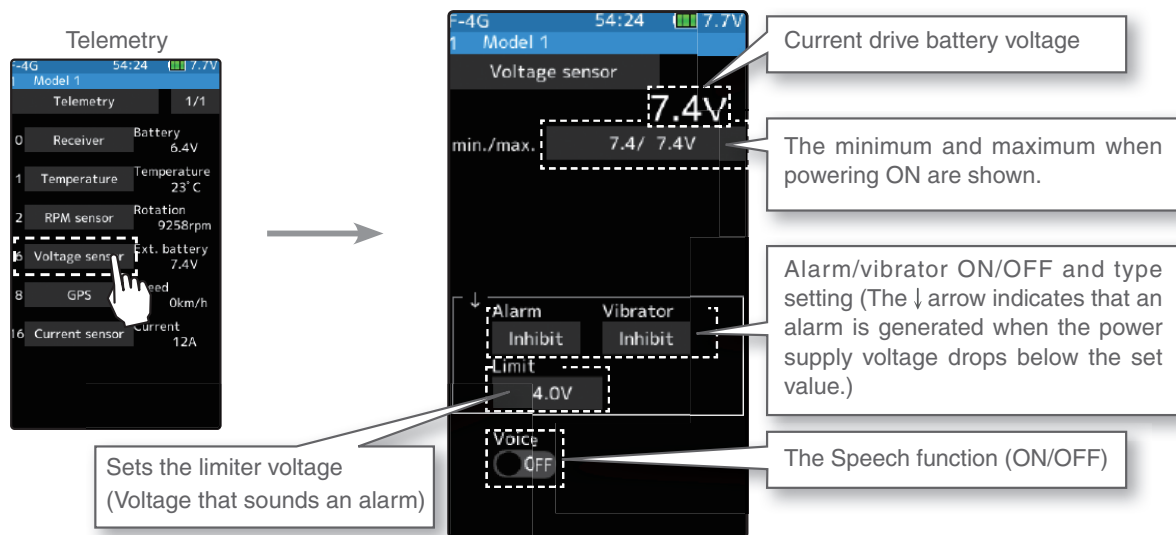 Telemetry
F-4G 54:24 7.7V
1 Model 1
Telemetry 1/1
0 Receiver Battery
6.4V
1 Temperature Temperature
23°C
2 RPM sensor Rotation
9258rpm
6 Voltage sensor Ext. battery
7.4V
8 GPS
0km/h
16 Current sensor Current
12A
F-4G 54:24 7.7V
1 Model 1
Voltage sensor
7.4V
min./max. 7.4/ 7.4V
↓ Alarm Vibrator
Inhibit Inhibit
Limit
4.0V
Voice
OFF
Current drive battery voltage
The minimum and maximum when
powering ON are shown.
Alarm/vibrator ON/OFF and type
setting (The ↓ arrow indicates that an
alarm is generated when the power
supply voltage drops below the set
value.)
The Speech function (ON/OFF)
Sets the limiter voltage
(Voltage that sounds an alarm)